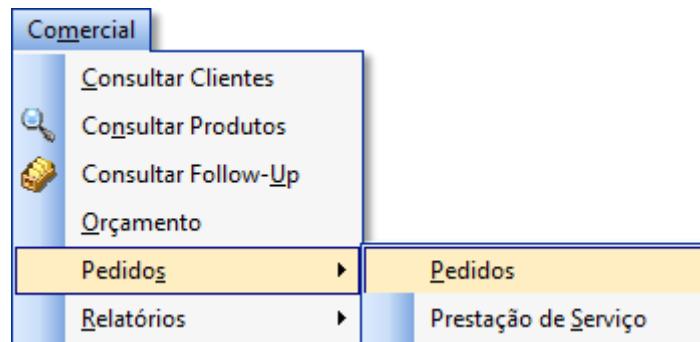 Comercial
Consultar Clientes
Consultar Produtos
Consultar Follow-Up
Orçamento
Pedidos
Pedidos
Relatórios
Prestação de Serviço